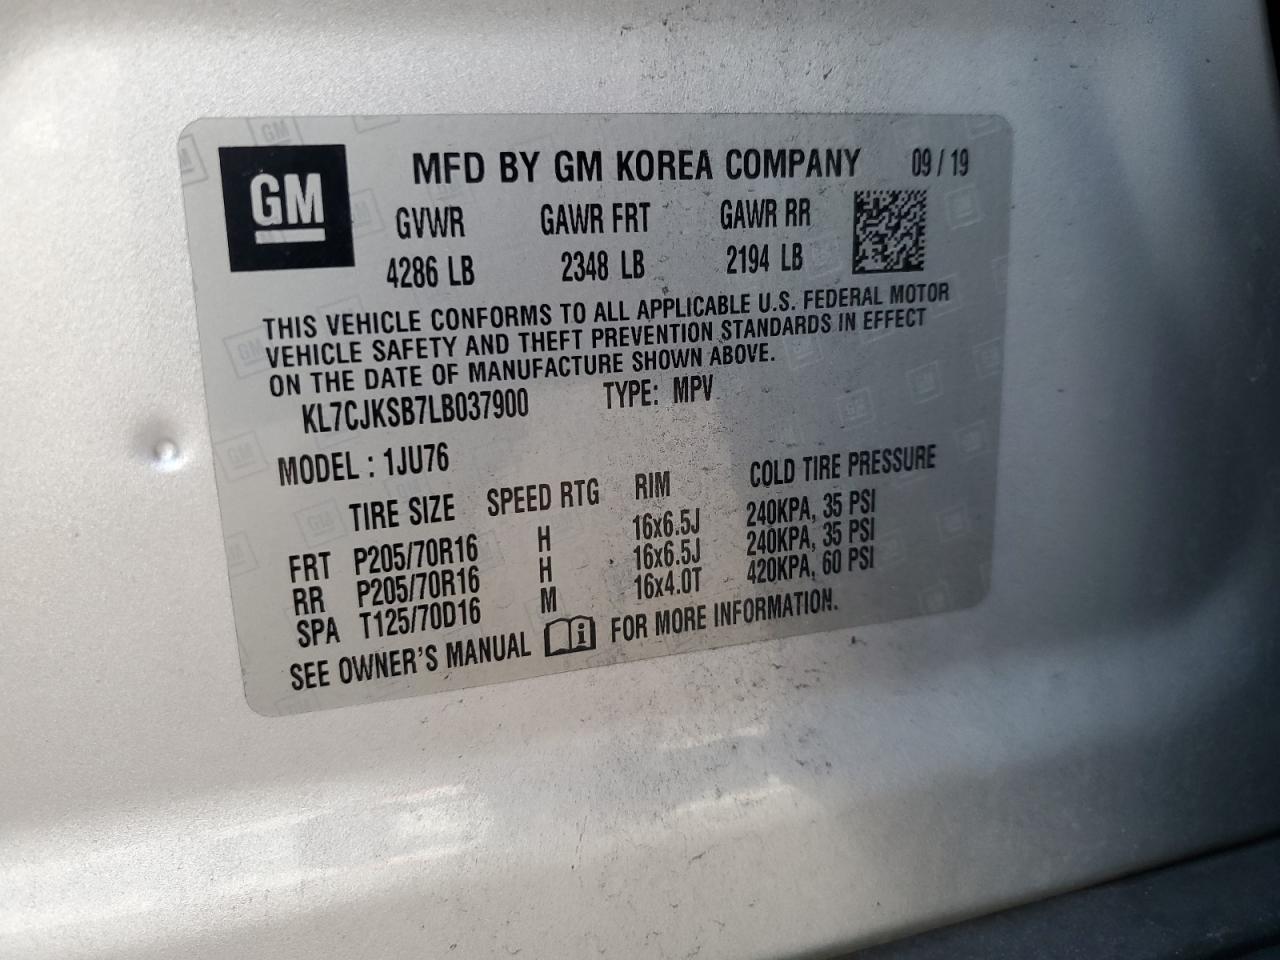 GM MFD BY GM KOREA COMPANY 09 / 19
GVWR GAWR FRT GAWR RR
4286 LB 2348 LB 2194 LB
THIS VEHICLE CONFORMS TO ALL APPLICABLE U.S. FEDERAL MOTOR
VEHICLE SAFETY AND THEFT PREVENTION STANDARDS IN EFFECT
ON THE DATE OF MANUFACTURE SHOWN ABOVE.
KL7CJKSB7LB037900 TYPE: MPV
MODEL : 1JU76
TIRE SIZE SPEED RTG RIM COLD TIRE PRESSURE
FRT P205/70R16 H 16x6.5J 240KPA, 35 PSI
RR P205/70R16 H 16x6.5J 240KPA, 35 PSI
SPA T125/70D16 M 16x4.0T 420KPA, 60 PSI
SEE OWNER'S MANUAL FOR MORE INFORMATION.